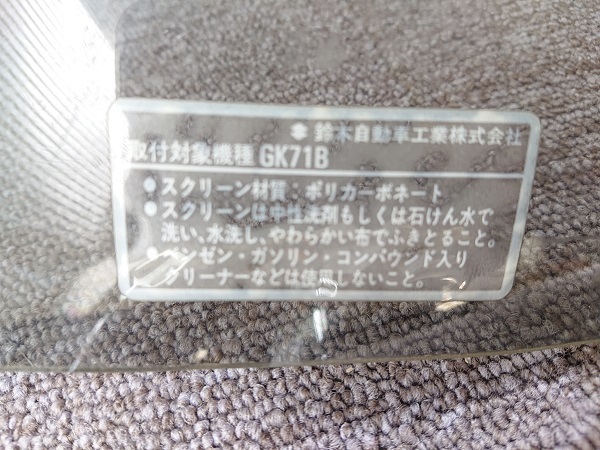 鈴木自動車工業株式会社
取付対象機種 GK71B
●スクリーン材質：ポリカーボネート
●スクリーンは中性洗剤もしくは石けん水で
洗い、水洗し、やわらかい布でふきとること。
●ベンゼン・ガソリン・コンパウンド入り
クリーナーなどは使用しないこと。